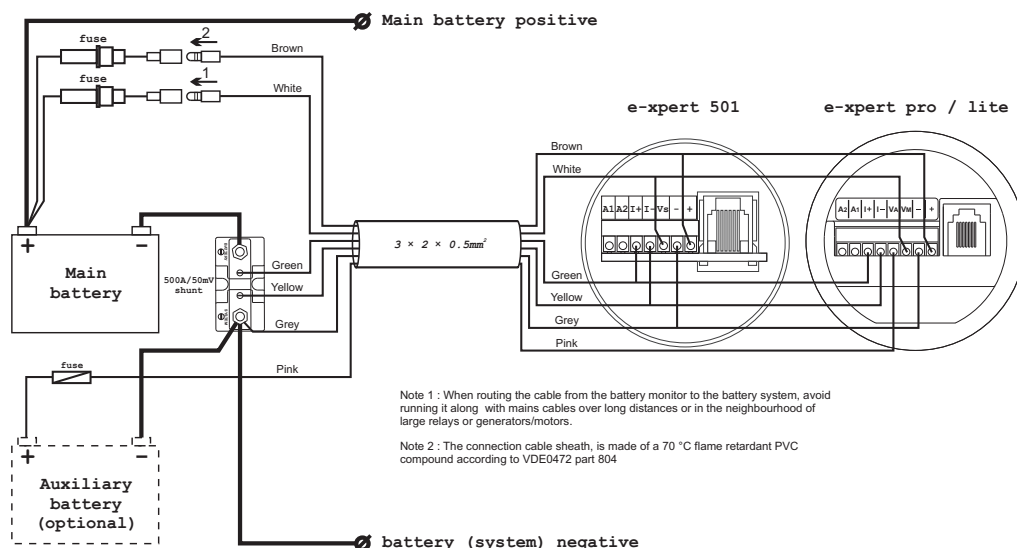 Main battery positive
fuse
2
Brown
fuse
1
White
e-xpert 501
e-xpert pro / lite
Brown
White
A1 A2 I+ I- Vs - +
A2 A1 I+ I- VA VM - +
+
-
Main
battery
500A/50mV
shunt
3 × 2 × 0.5mm²
Green
Yellow
Grey
Pink
Green
Yellow
Grey
Pink
fuse
Note 1 : When routing the cable from the battery monitor to the battery system, avoid
running it along with mains cables over long distances or in the neighbourhood of
large relays or generators/motors.
Note 2 : The connection cable sheath, is made of a 70 °C flame retardant PVC
compound according to VDE0472 part 804
+
-
Auxiliary
battery
(optional)
battery (system) negative